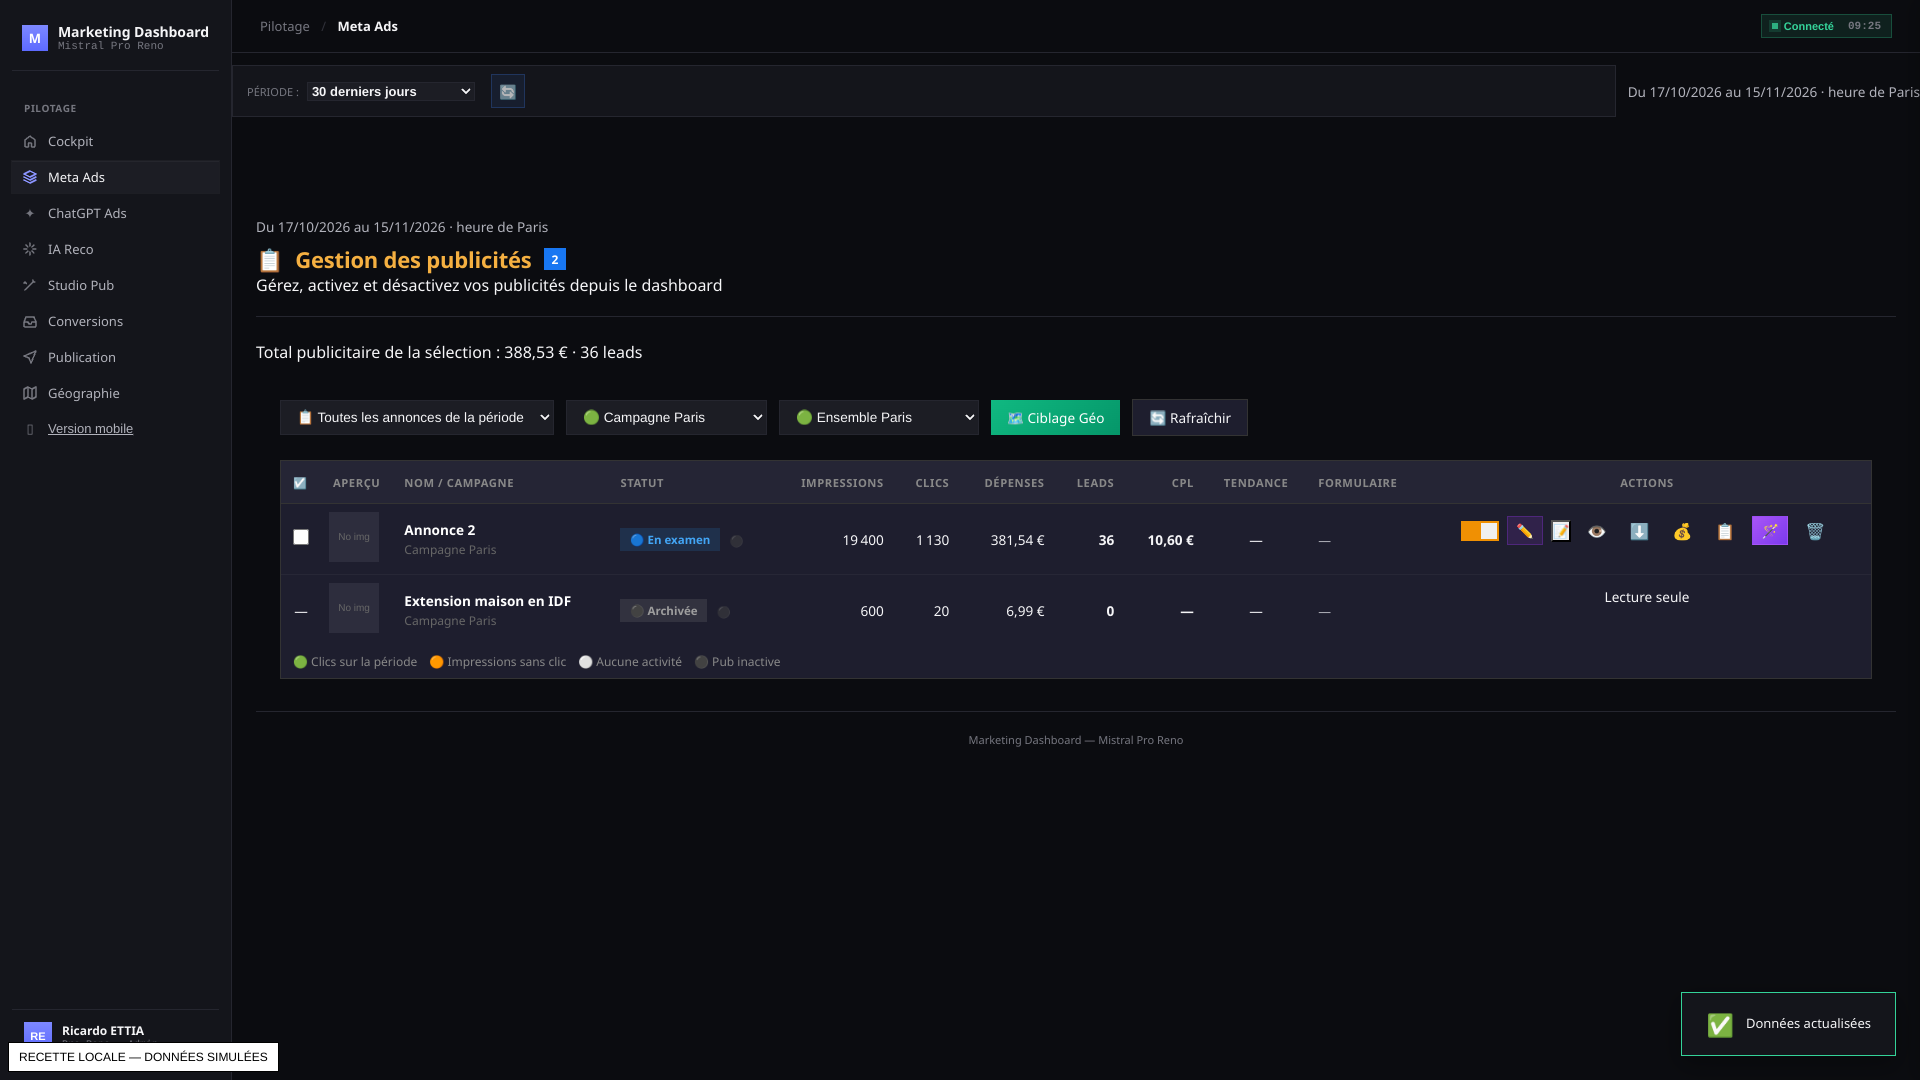 M Marketing Dashboard
Mistral Pro Reno
PILOTAGE
Cockpit
Meta Ads
ChatGPT Ads
IA Reco
Studio Pub
Conversions
Publication
Géographie
Version mobile
RE Ricardo ETTIA
RECETTE LOCALE — DONNÉES SIMULÉES
Pilotage / Meta Ads
Connecté 09:25
PÉRIODE : 30 derniers jours
Du 17/10/2026 au 15/11/2026 · heure de Paris
Du 17/10/2026 au 15/11/2026 · heure de Paris
Gestion des publicités 2
Gérez, activez et désactivez vos publicités depuis le dashboard
Total publicitaire de la sélection : 388,53 € · 36 leads
Toutes les annonces de la période Campagne Paris Ensemble Paris Ciblage Géo Rafraîchir
APERÇU NOM / CAMPAGNE STATUT IMPRESSIONS CLICS DÉPENSES LEADS CPL TENDANCE FORMULAIRE ACTIONS
No img Annonce 2 En examen 19 400 1 130 381,54 € 36 10,60 € — —
Campagne Paris
— No img Extension maison en IDF Archivée 600 20 6,99 € 0 — — — Lecture seule
Campagne Paris
Clics sur la période Impressions sans clic Aucune activité Pub inactive
Marketing Dashboard — Mistral Pro Reno
Données actualisées